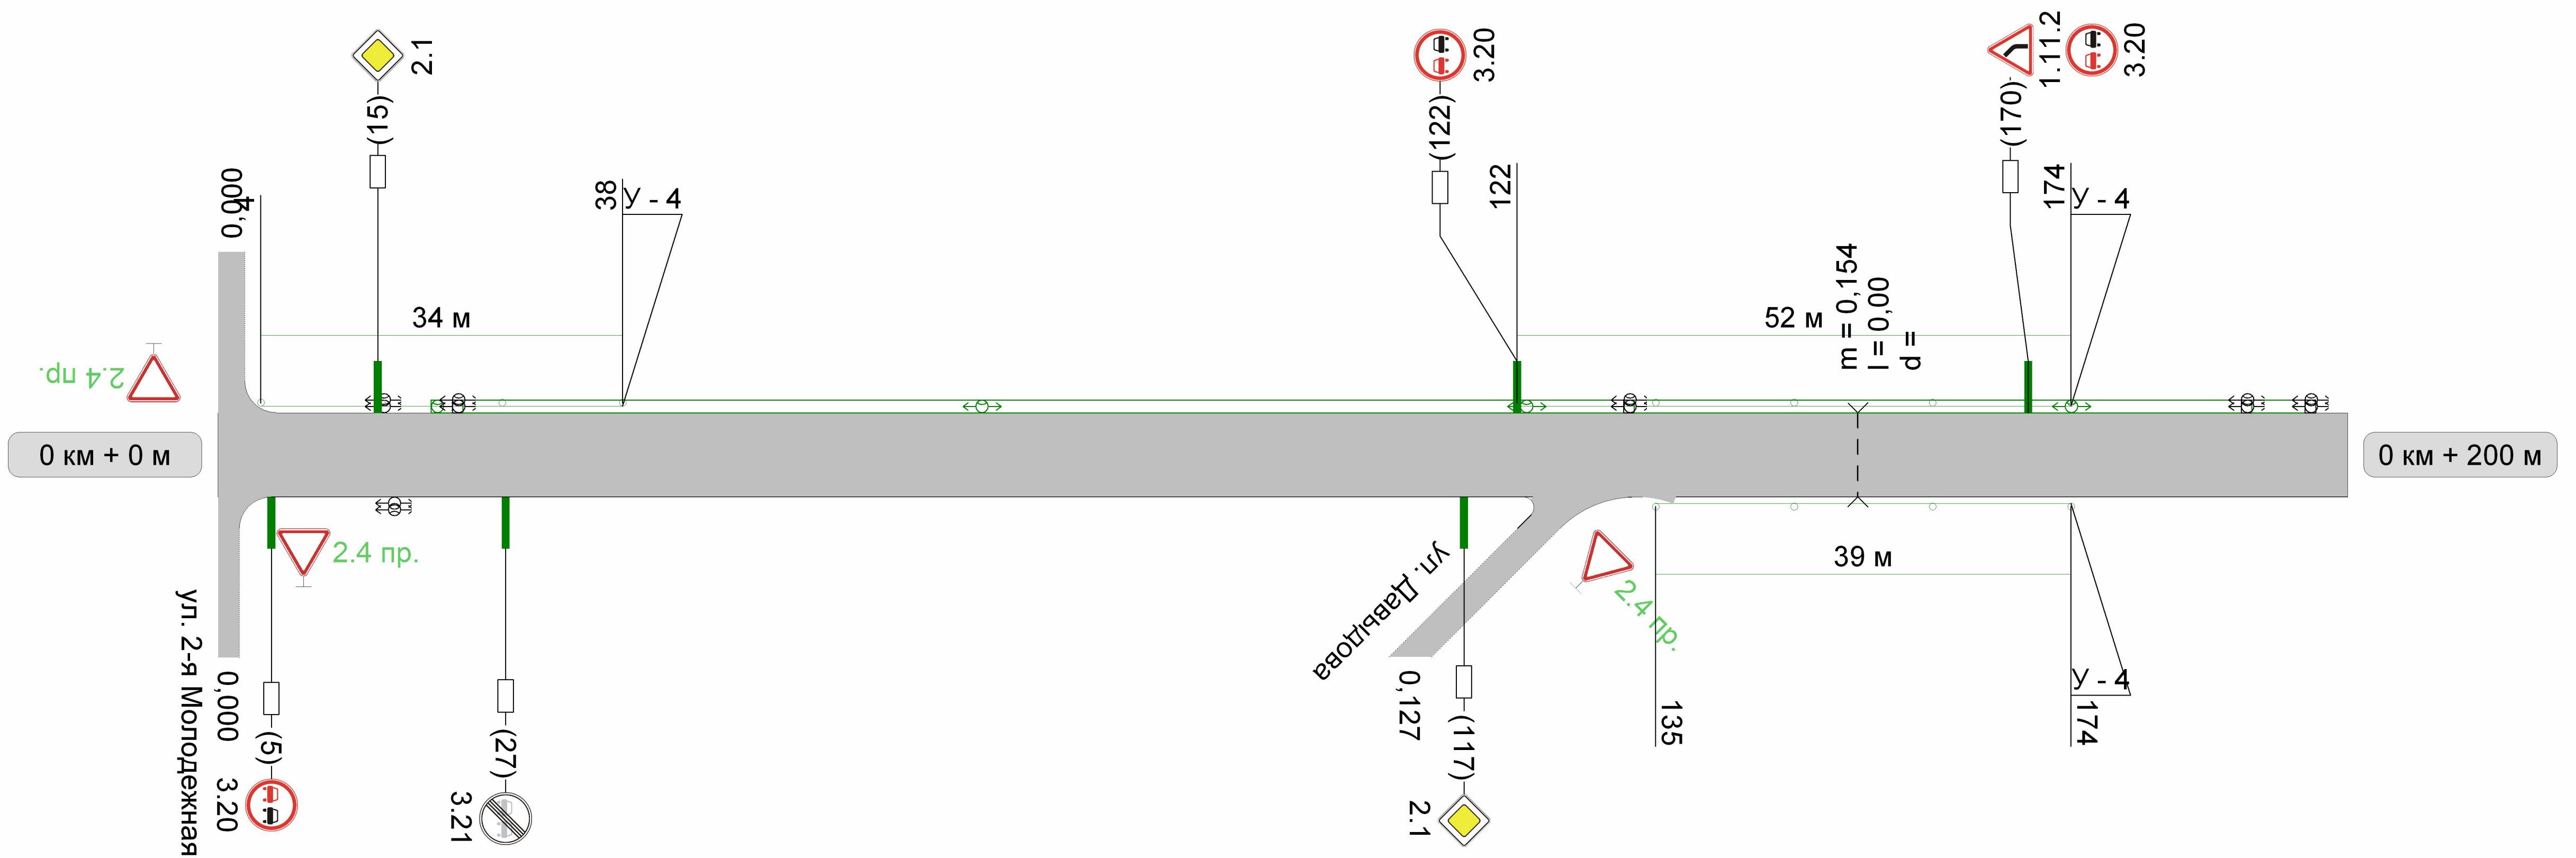 2.1
(15)
3.20
(122)
1.11.2
3.20
(170)
0,000
4
38
У - 4
122
174
У - 4
34 м
52 м
m = 0,154
l = 0,00
d =
2.4 пр.
0 км + 0 м
0 км + 200 м
2.4 пр.
ул. Давыдова
2.4 пр.
39 м
ул. 2-я Молодежная
0,000
(5)
3.20
(27)
3.21
0,127
(117)
2.1
135
У - 4
174